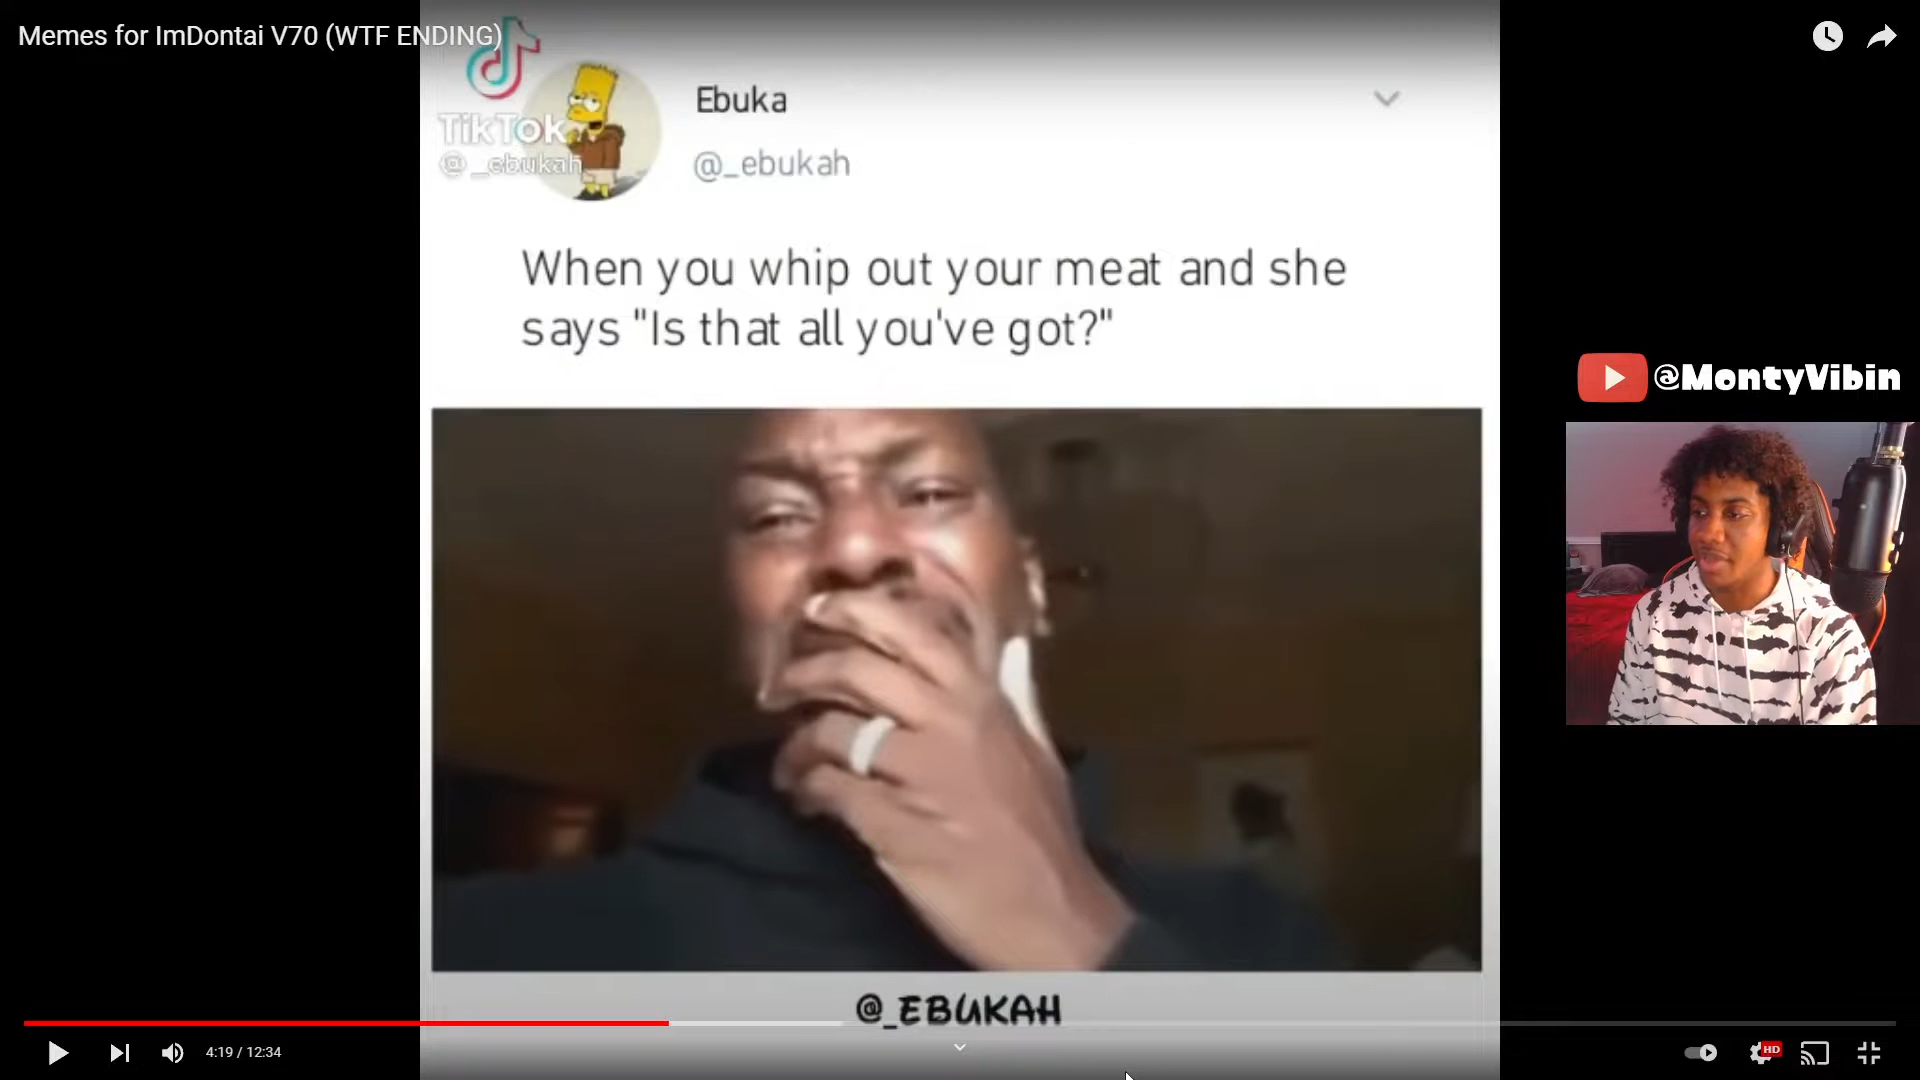 Memes for ImDontai V70 (WTF ENDING)
TikTok
@_ebukah
Ebuka
@_ebukah
When you whip out your meat and she
says "Is that all you've got?"
@MontyVibin
@_EBUKAH
4:19 / 12:34
HD